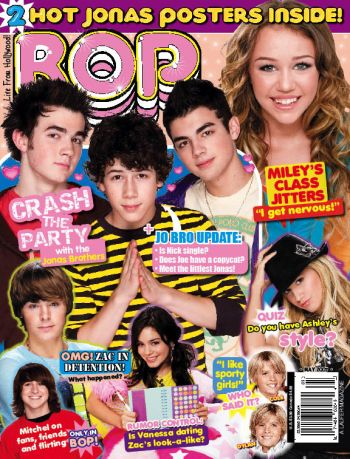 2 HOT JONAS POSTERS INSIDE!
Life From Hollywood!
BOP
MILEY'S
CLASS
JITTERS
"I get nervous!"
CRASH
THE
PARTY
with the
Jonas Brothers
+ JO BRO UPDATE:
• Is Nick single?
• Does Joe have a copycat?
• Meet the littlest Jonas!
QUIZ
Do you have Ashley's
style?
OMG! ZAC IN
DETENTION!
What happened?
"I like
sporty
girls!"
WHO
SAID IT?
COLE
DYLAN
Mitchel on
fans, friends
and flirting
ONLY IN
BOP!
RUMOR CONTROL:
Is Vanessa dating
Zac's look-a-like?
A LAUFER MAGAZINE